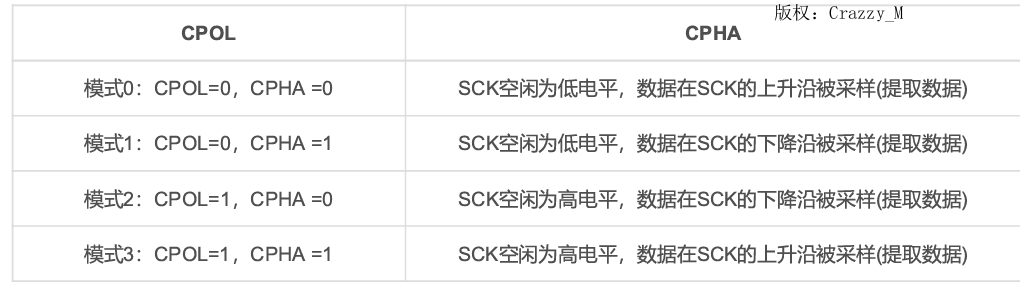 版权：Crazzy_M
CPOL CPHA
模式0：CPOL=0，CPHA =0 SCK空闲为低电平，数据在SCK的上升沿被采样(提取数据)
模式1：CPOL=0，CPHA =1 SCK空闲为低电平，数据在SCK的下降沿被采样(提取数据)
模式2：CPOL=1，CPHA =0 SCK空闲为高电平，数据在SCK的下降沿被采样(提取数据)
模式3：CPOL=1，CPHA =1 SCK空闲为高电平，数据在SCK的上升沿被采样(提取数据)